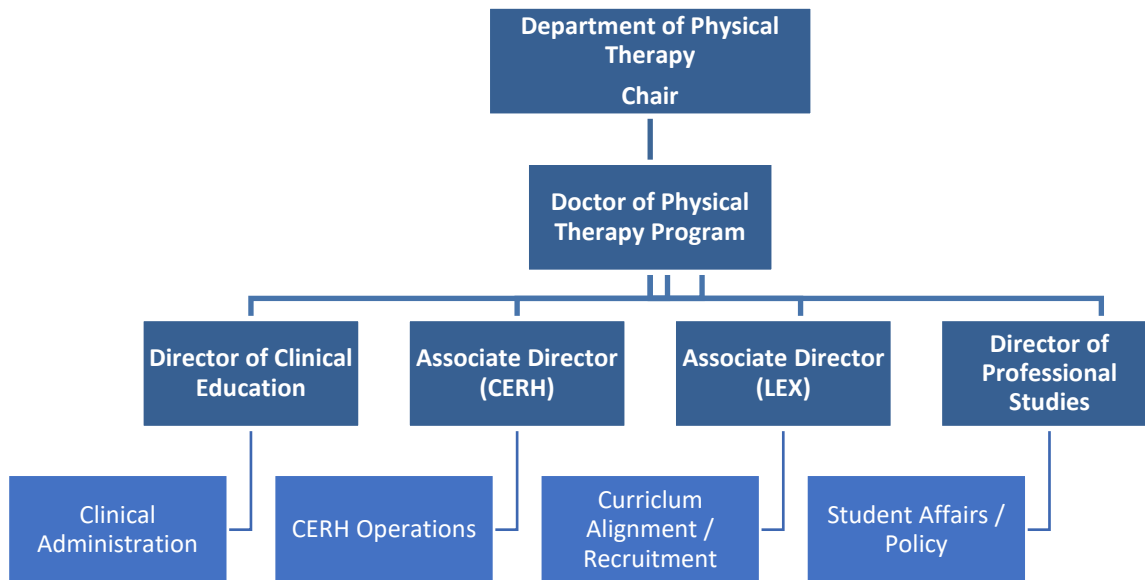 Department of Physical
Therapy
Chair
Doctor of Physical
Therapy Program
Director of Clinical
Education
Associate Director
(CERH)
Associate Director
(LEX)
Director of
Professional
Studies
Clinical
Administration
CERH Operations
Curriclum
Alignment /
Recruitment
Student Affairs /
Policy